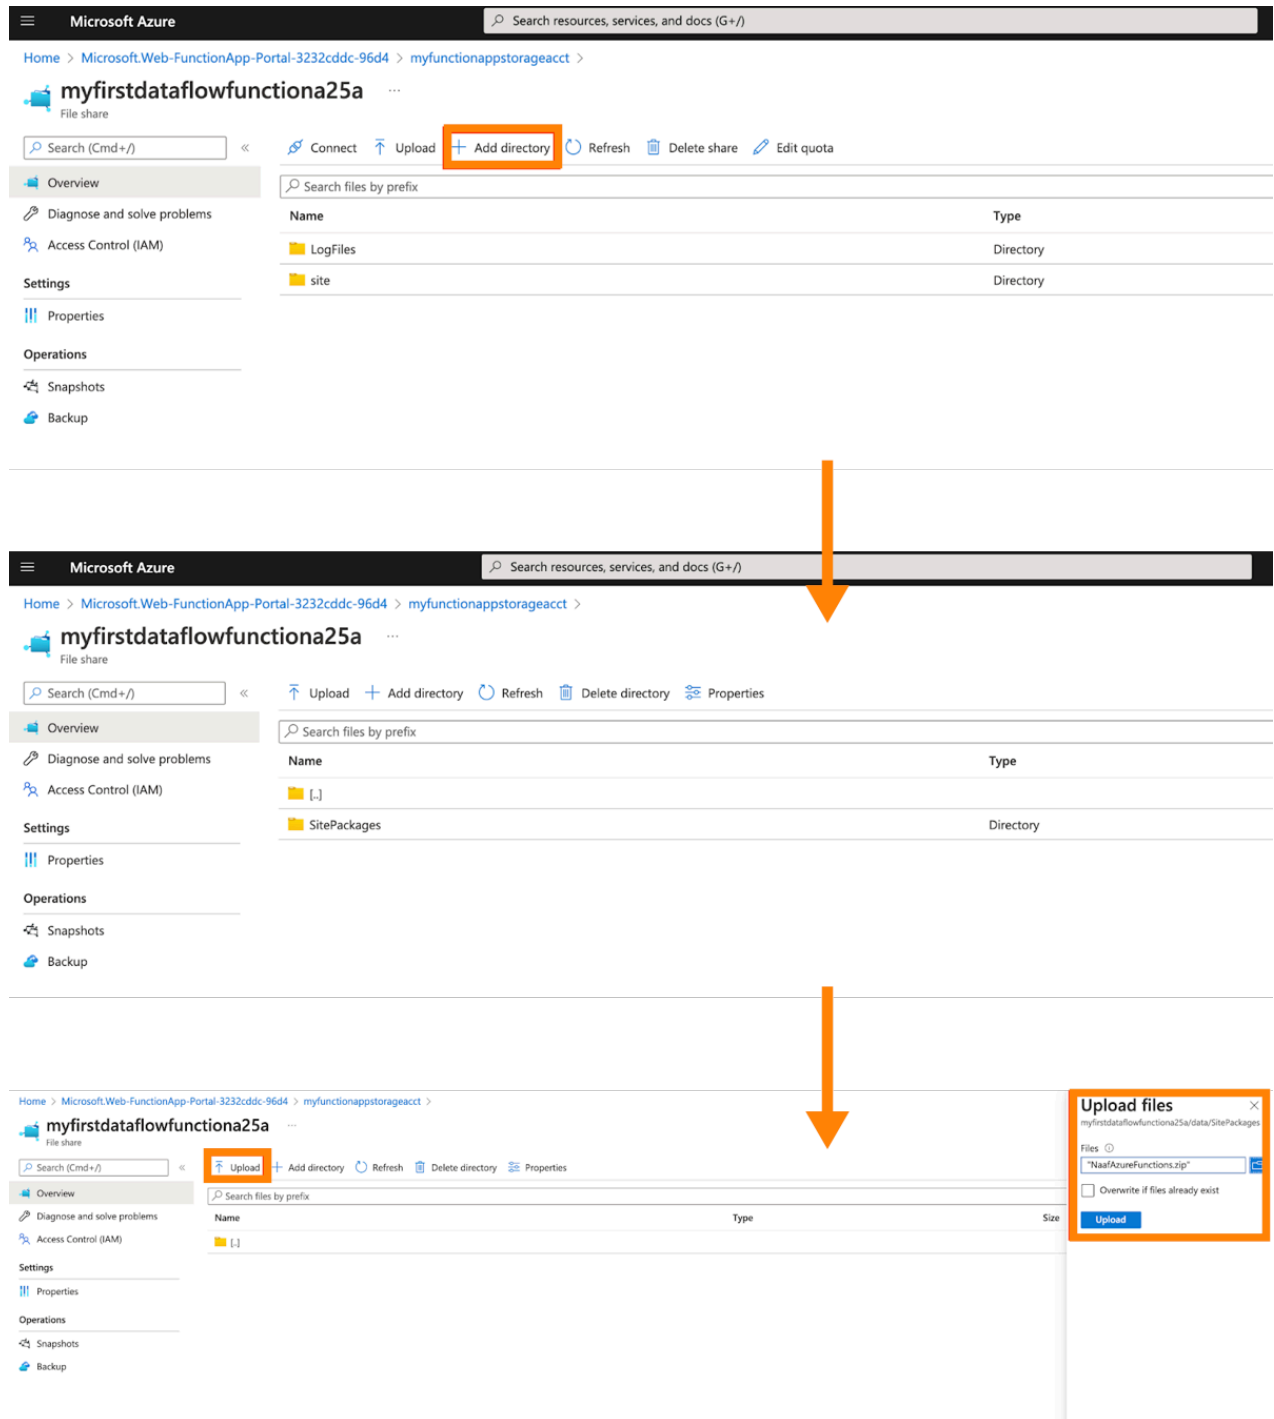 Microsoft Azure
Search resources, services, and docs (G+/)
Home > Microsoft.Web-FunctionApp-Portal-3232cddc-96d4 > myfunctionappstorageacct >
myfirstdataflowfunctiona25a ...
File share
Search (Cmd+/) «
Connect Upload + Add directory Refresh Delete share Edit quota
Overview
Search files by prefix
Diagnose and solve problems
Name Type
Access Control (IAM)
LogFiles Directory
Settings
site Directory
Properties
Operations
Snapshots
Backup
Microsoft Azure
Search resources, services, and docs (G+/)
Home > Microsoft.Web-FunctionApp-Portal-3232cddc-96d4 > myfunctionappstorageacct >
myfirstdataflowfunctiona25a ...
File share
Search (Cmd+/) «
Upload + Add directory Refresh Delete directory Properties
Overview
Search files by prefix
Diagnose and solve problems
Name Type
Access Control (IAM)
[..]
Settings
SitePackages Directory
Properties
Operations
Snapshots
Backup
Home > Microsoft.Web-FunctionApp-Portal-3232cddc-96d4 > myfunctionappstorageacct >
myfirstdataflowfunctiona25a ...
File share
Search (Cmd+/) «
Upload + Add directory Refresh Delete directory Properties
Overview
Search files by prefix
Diagnose and solve problems
Name Type Size
Access Control (IAM)
[..]
Settings
Properties
Operations
Snapshots
Backup
Upload files ×
myfirstdataflowfunctiona25a/data/SitePackages
Files
"NaafAzureFunctions.zip"
Overwrite if files already exist
Upload